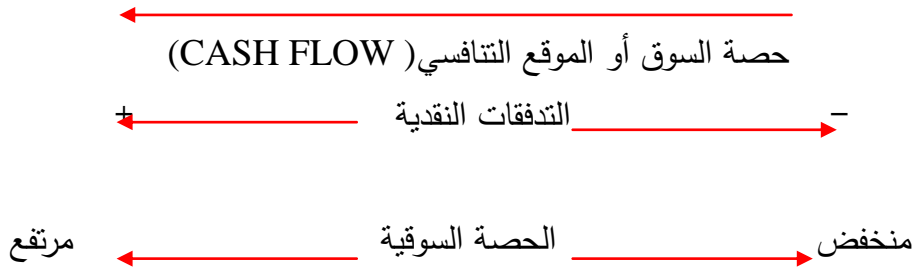 حصة السوق أو الموقع التنافسي( CASH FLOW)
– التدفقات النقدية +
منخفض الحصة السوقية مرتفع